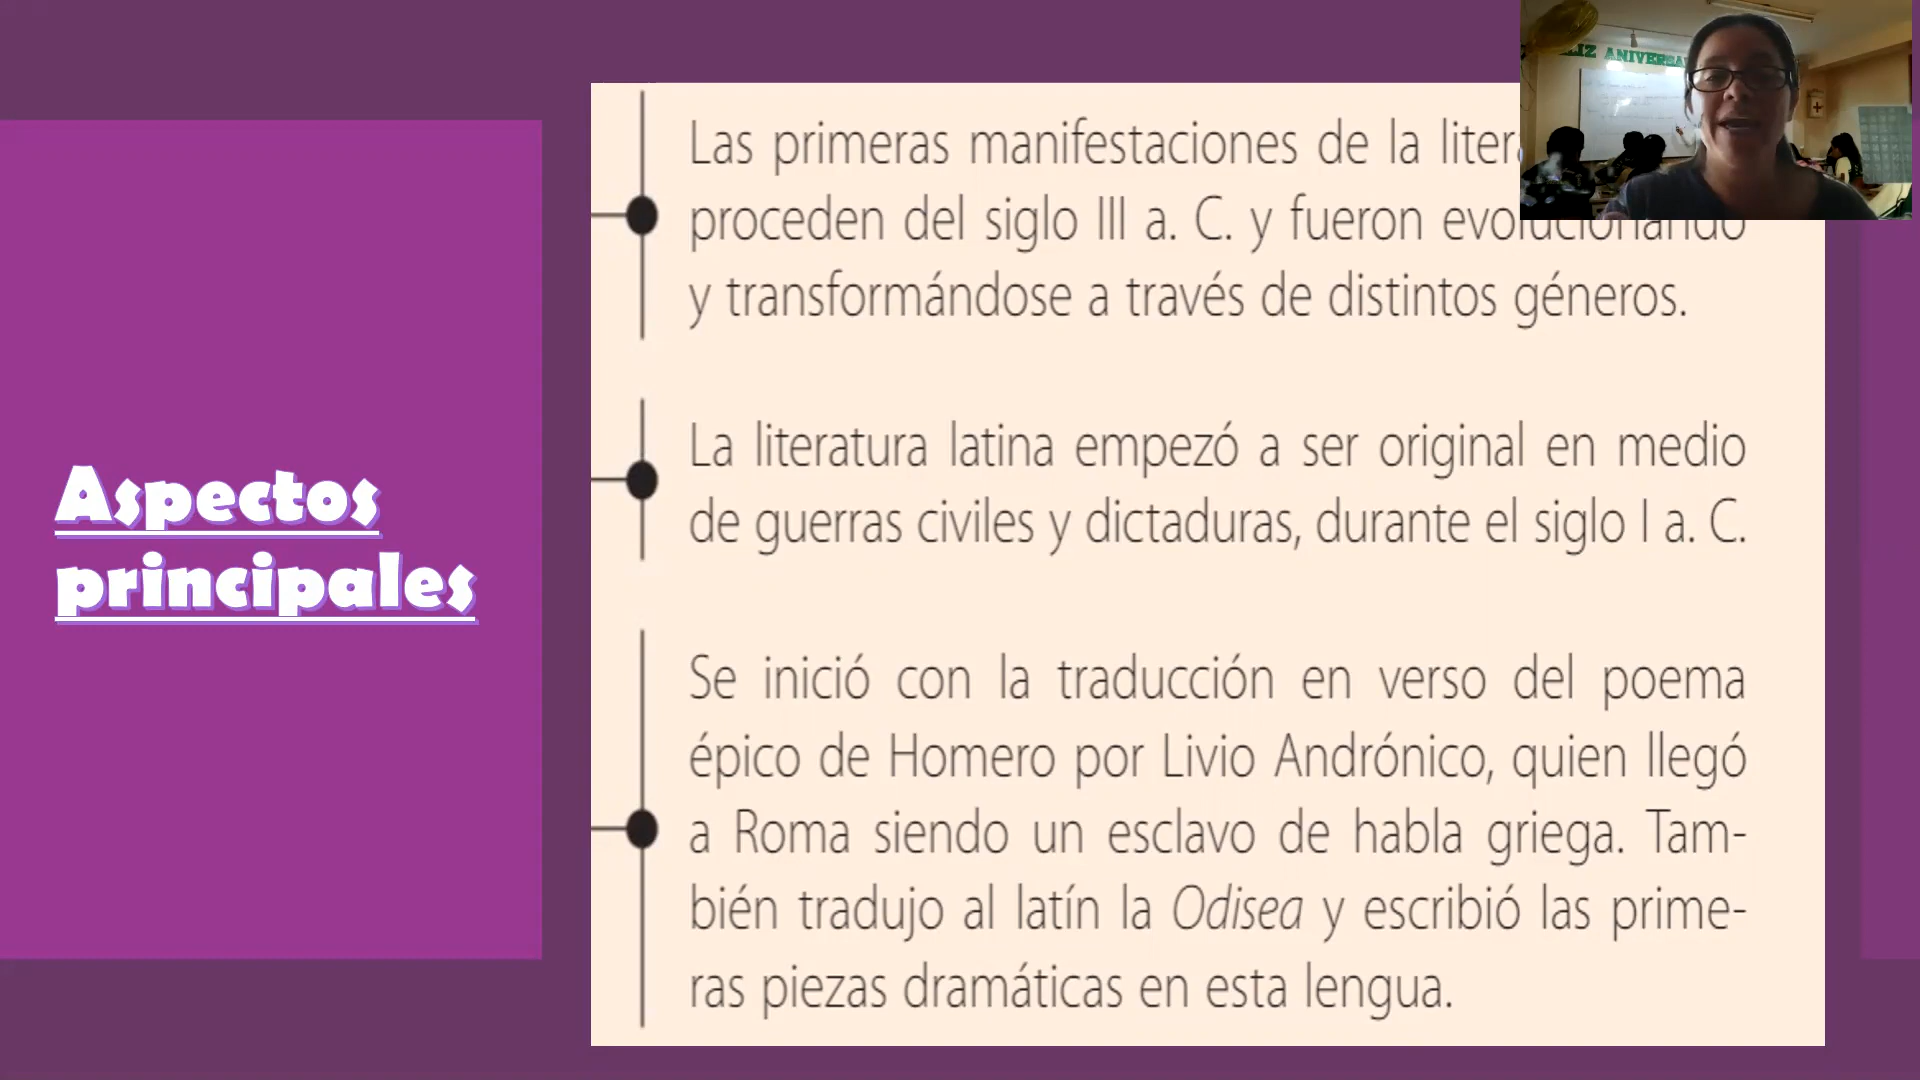 Aspectos
principales
Las primeras manifestaciones de la
proceden del siglo III a. C. y fueron evolucionando
y transformándose a través de distintos géneros.
La literatura latina empezó a ser original en medio
de guerras civiles y dictaduras, durante el siglo I a. C.
Se inició con la traducción en verso del poema
épico de Homero por Livio Andrónico, quien llegó
a Roma siendo un esclavo de habla griega. Tam-
bién tradujo al latín la Odisea y escribió las prime-
ras piezas dramáticas en esta lengua.